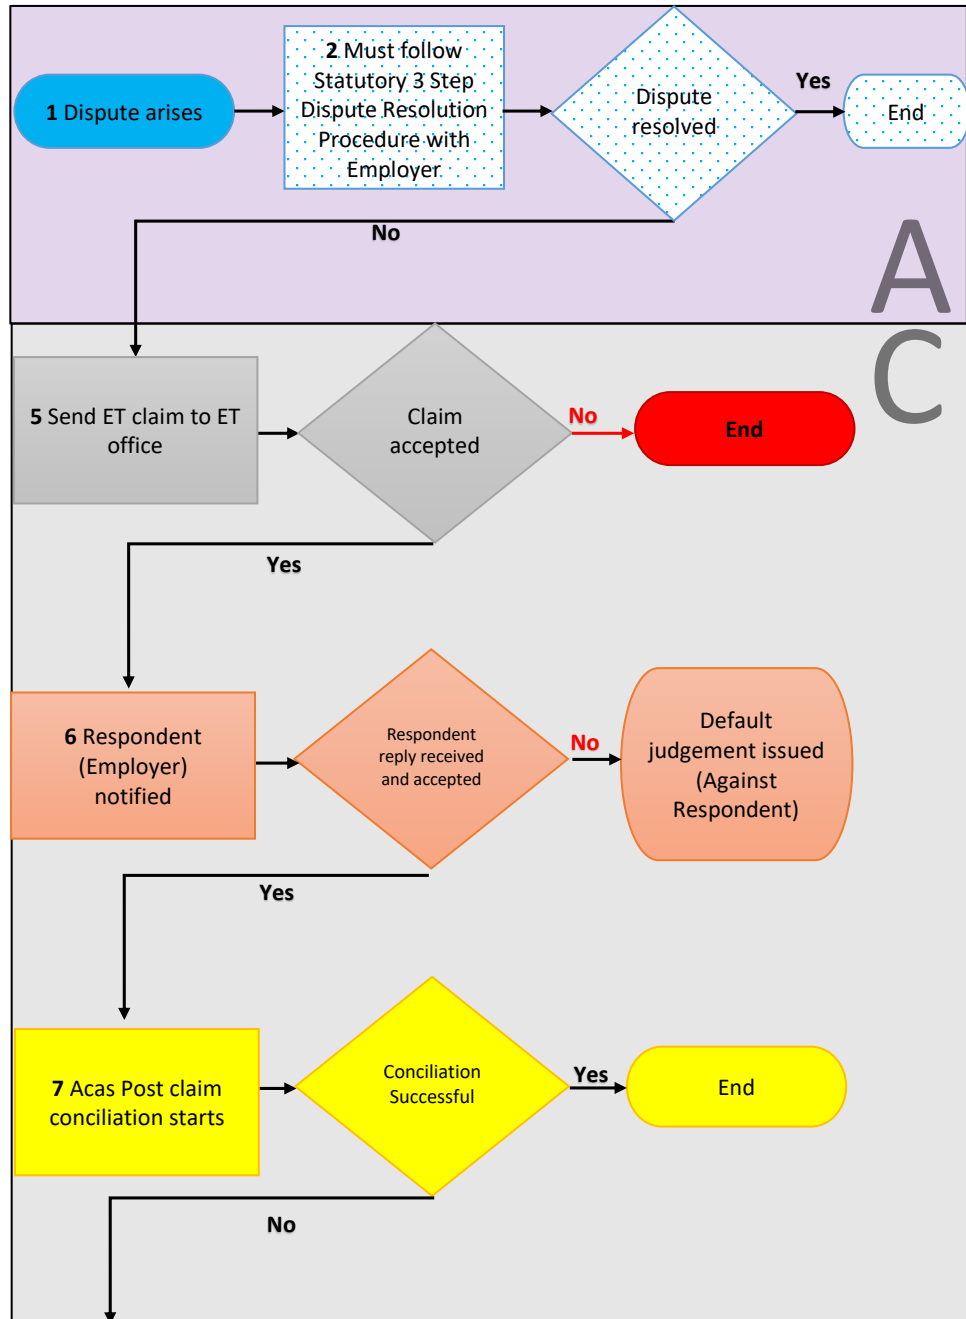 1 Dispute arises
2 Must follow
Statutory 3 Step
Dispute Resolution
Procedure with
Employer
Dispute
resolved
Yes
End
No
A
C
5 Send ET claim to ET
office
Claim
accepted
No
End
Yes
6 Respondent
(Employer)
notified
Respondent
reply received
and accepted
No
Default
judgement issued
(Against
Respondent)
Yes
7 Acas Post claim
conciliation starts
Conciliation
Successful
Yes
End
No